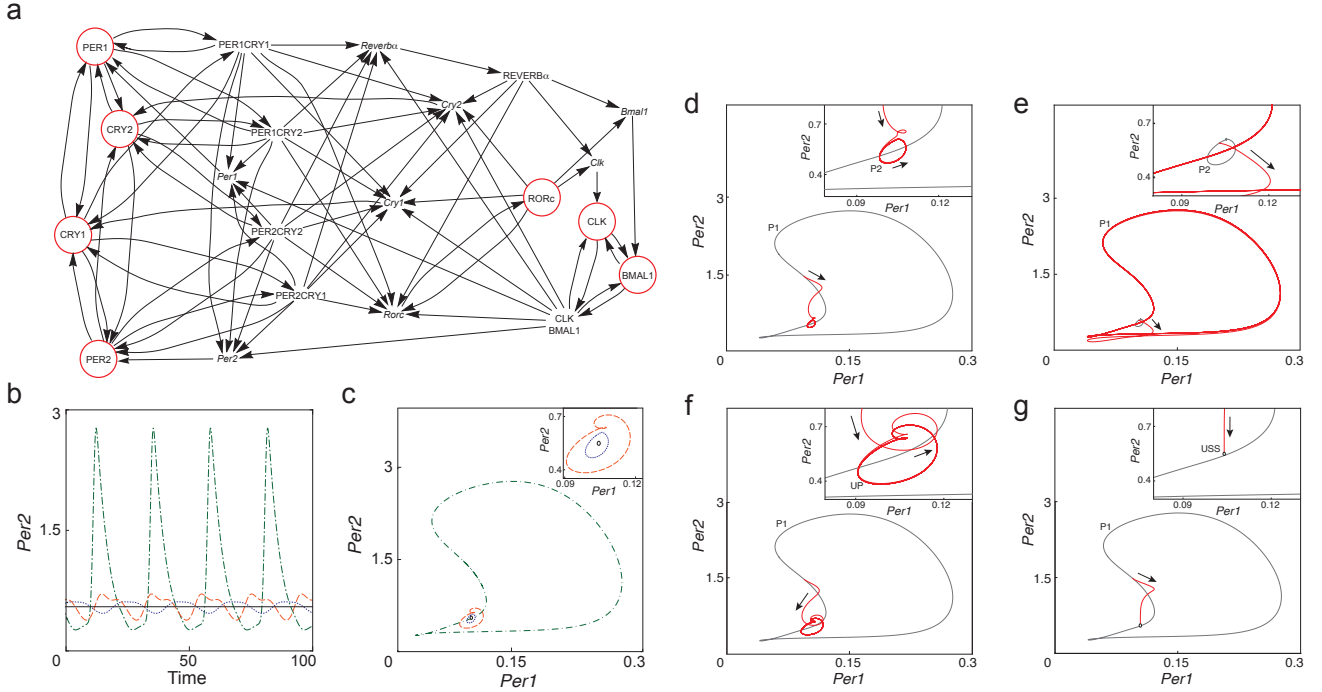 a
PER1
PER1CRY1
Reverbα
REVERBα
CRY2
Cry2
Bmal1
PER1CRY2
Clk
Per1
RORc
Cry1
CLK
CRY1
PER2CRY2
BMAL1
PER2CRY1
Rorc
CLK
BMAL1
PER2
Per2
b
3
1.5
0
Per2
0
50
100
Time
c
3
1.5
0
Per2
0.15
0.3
Per1
0.7
0.4
Per2
0.09
0.12
Per1
d
3
1.5
0
Per2
P1
0.15
0.3
Per1
0.7
0.4
Per2
P2
0.09
0.12
Per1
e
3
1.5
0
Per2
P1
0.15
0.3
Per1
0.7
0.4
Per2
P2
0.09
0.12
Per1
f
3
1.5
0
Per2
P1
0.15
0.3
Per1
0.7
0.4
Per2
UP
0.09
0.12
Per1
g
3
1.5
0
Per2
P1
0.15
0.3
Per1
0.7
0.4
Per2
USS
0.09
0.12
Per1